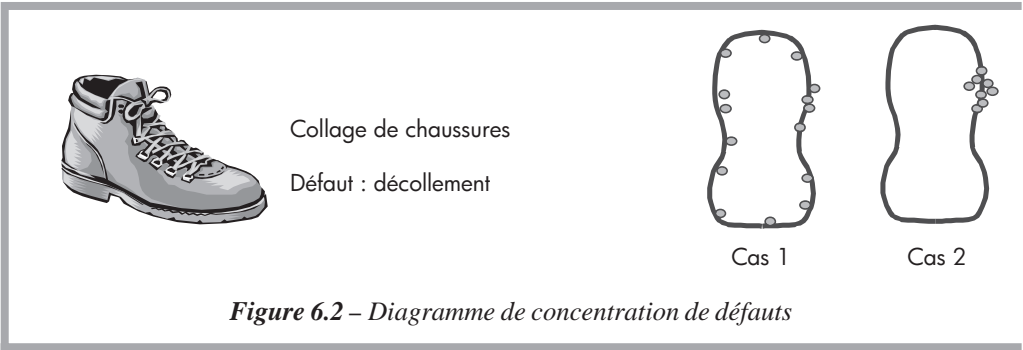 Collage de chaussures
Défaut : décollement
Cas 1
Cas 2
Figure 6.2 – Diagramme de concentration de défauts